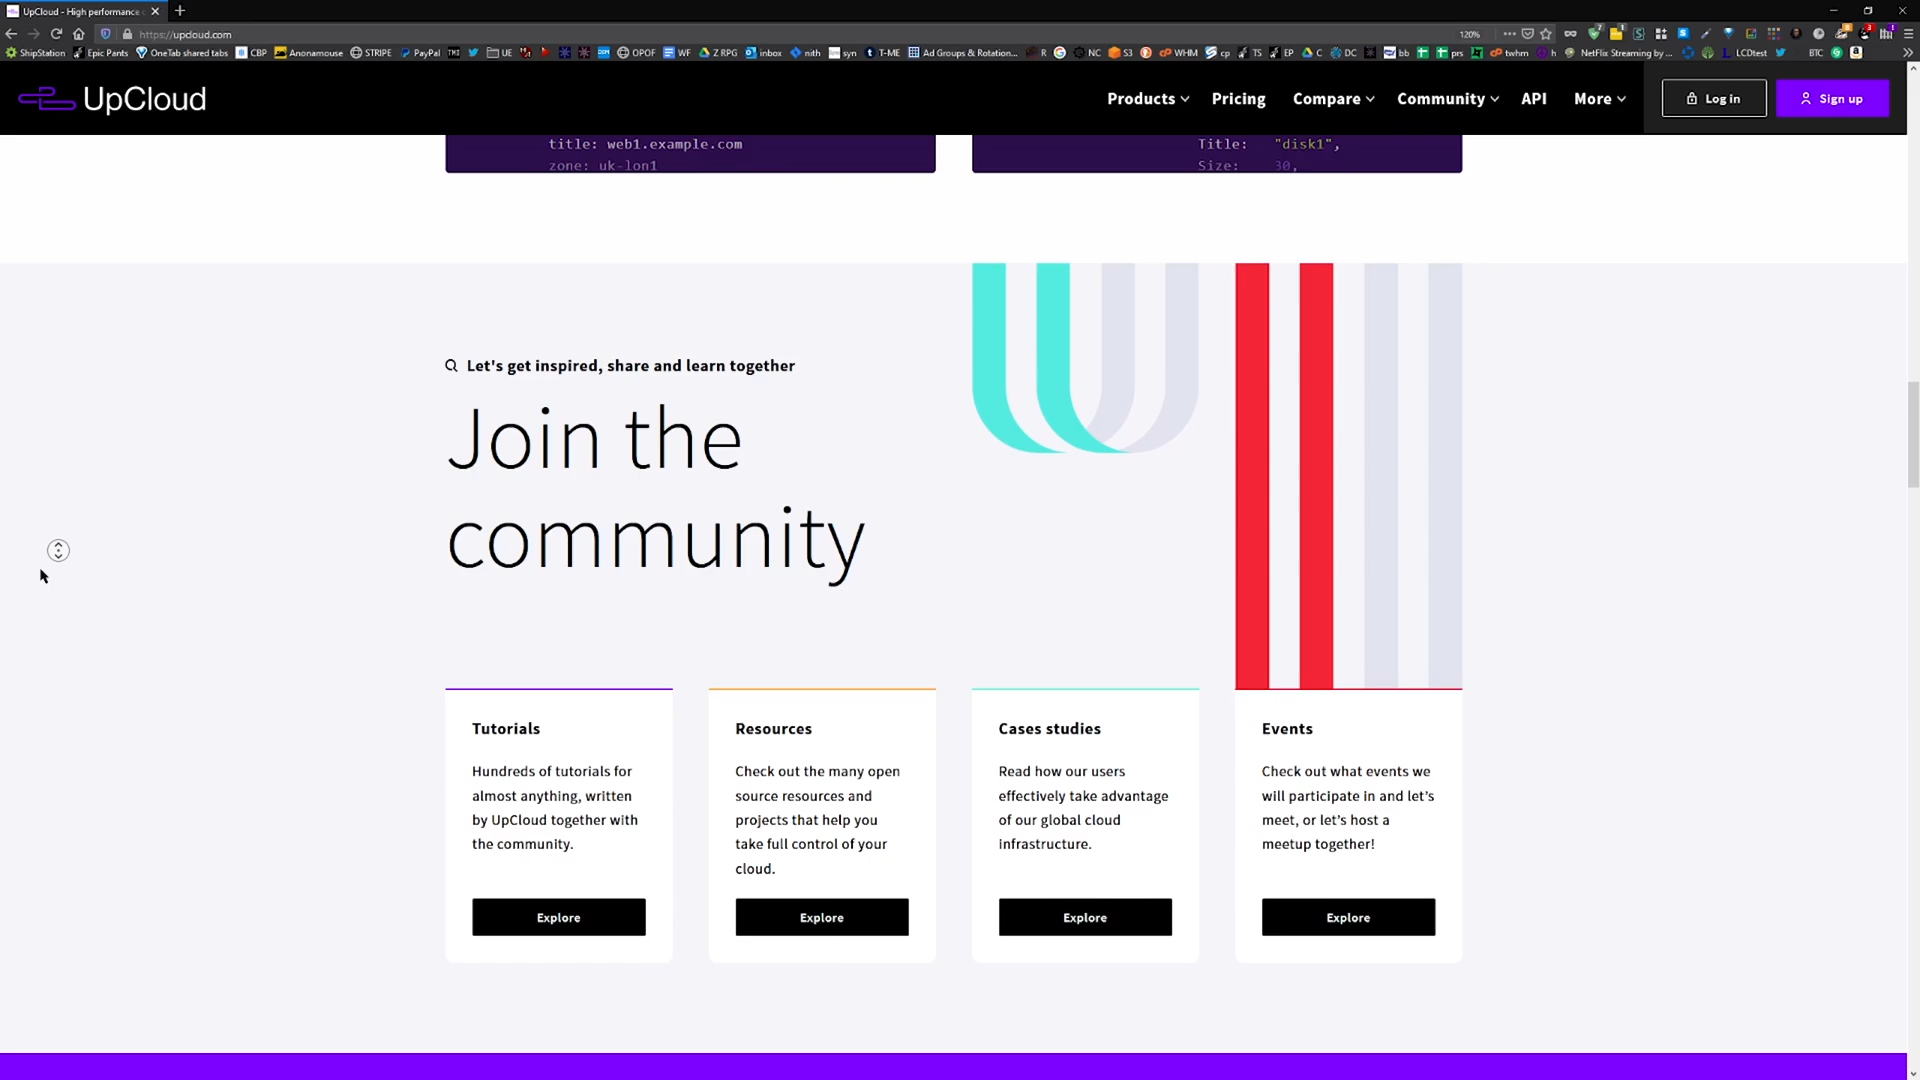 UpCloud - High performance
https://upcloud.com
120%
ShipStation Epic Pants OneTab shared tabs CBP Anonamouse STRIPE PayPal UE OPOF WF Z RPG inbox nith syn T-ME Ad Groups & Rotation... R NC S3 WHM cp TS EP C DC bb prs twhm h NetFlix Streaming by ... LCDtest BTC
UpCloud
Products Pricing Compare Community API More Log in Sign up
title: web1.example.com
zone: uk-lon1
Title: "disk1",
Size: 30,
Let's get inspired, share and learn together
Join the
community
Tutorials
Hundreds of tutorials for
almost anything, written
by UpCloud together with
the community.
Explore
Resources
Check out the many open
source resources and
projects that help you
take full control of your
cloud.
Explore
Cases studies
Read how our users
effectively take advantage
of our global cloud
infrastructure.
Explore
Events
Check out what events we
will participate in and let's
meet, or let's host a
meetup together!
Explore